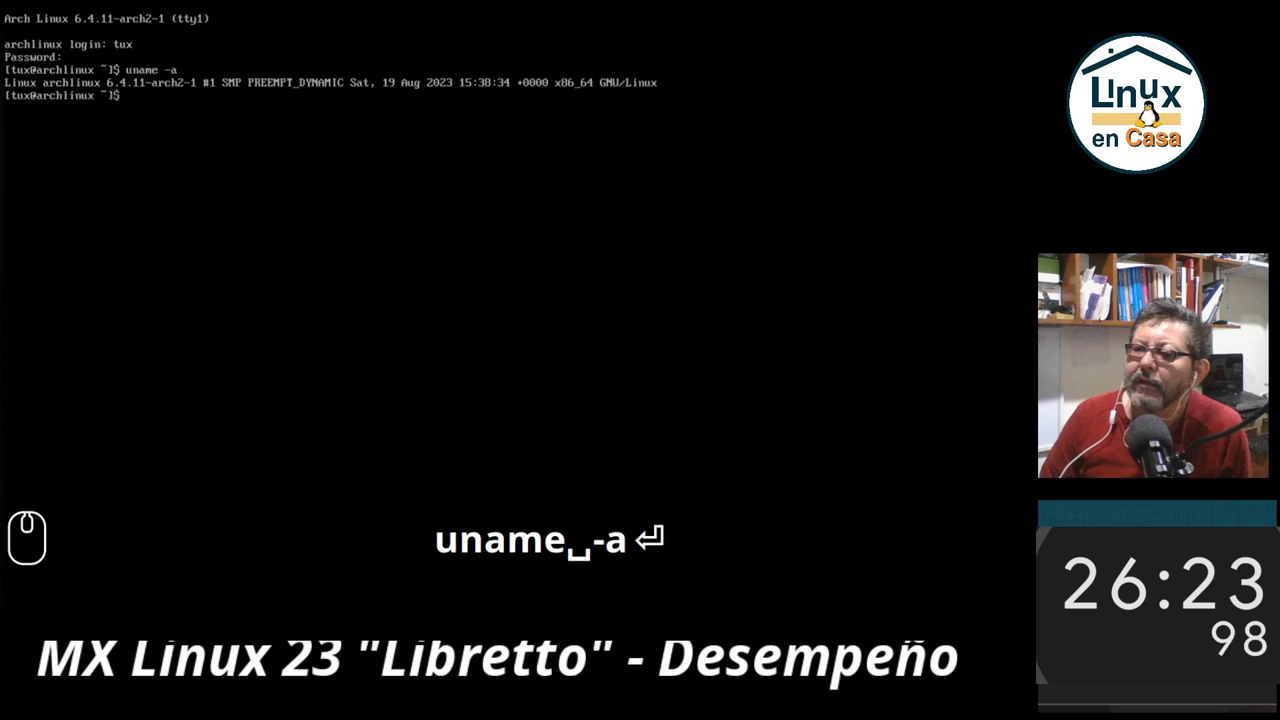 Arch Linux 6.4.11-arch2-1 (tty1)
archlinux login: tux
Password:
[tux@archlinux ~]$ uname -a
Linux archlinux 6.4.11-arch2-1 #1 SMP PREEMPT_DYNAMIC Sat, 19 Aug 2023 15:38:34 +0000 x86_64 GNU/Linux
[tux@archlinux ~]$
Linux
en Casa
uname␣-a ⏎
26:23
98
MX Linux 23 "Libretto" - Desempeño